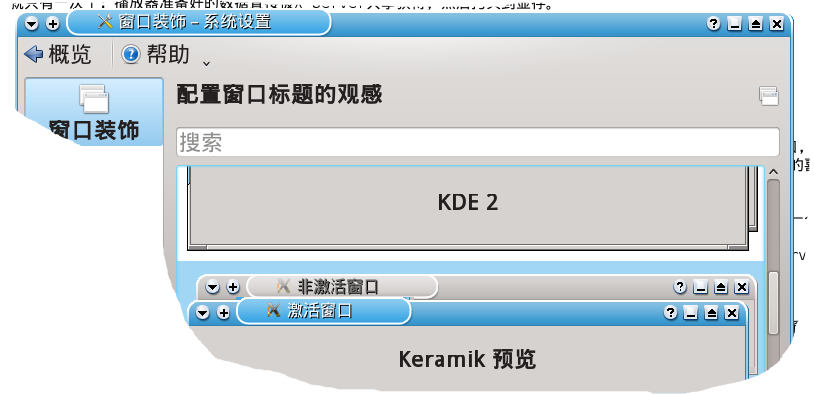 窗口装饰 – 系统设置
概览 帮助
窗口装饰
配置窗口标题的观感
搜索
KDE 2
非激活窗口
激活窗口
Keramik 预览